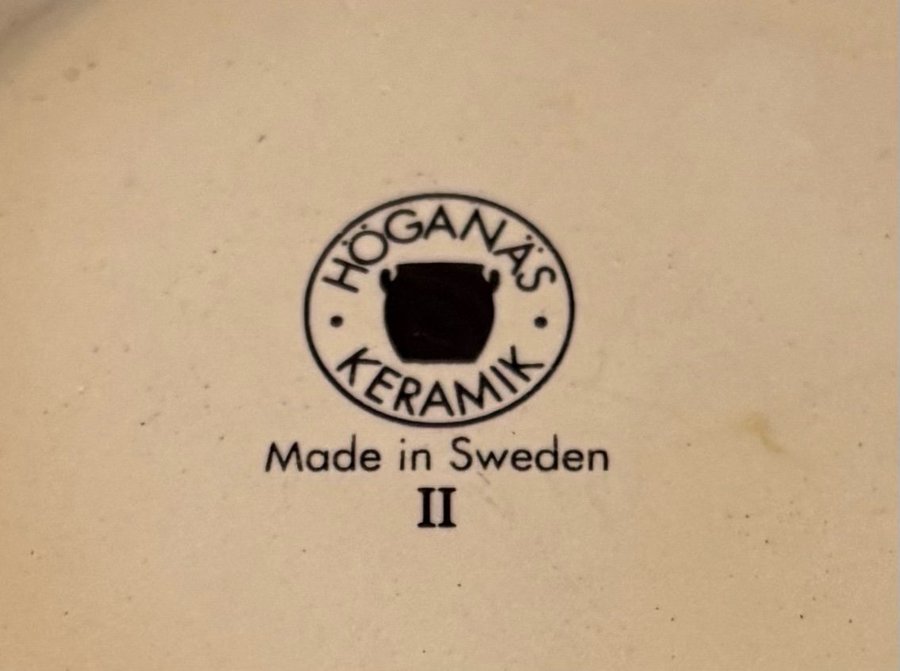 HÖGANÄS
KERAMIK
Made in Sweden
II